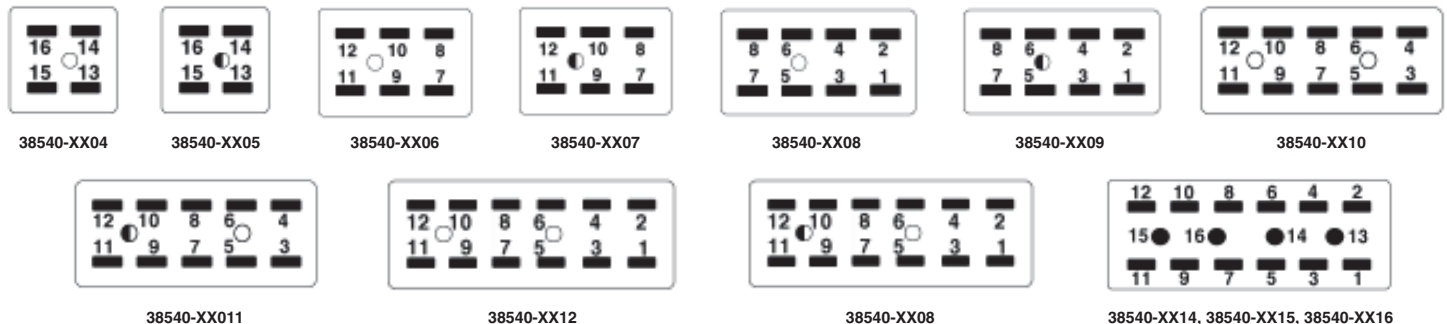 16 14
15 13
38540-XX04
16 14
15 13
38540-XX05
12 10 8
11 9 7
38540-XX06
12 10 8
11 9 7
38540-XX07
8 6 4 2
7 5 3 1
38540-XX08
8 6 4 2
7 5 3 1
38540-XX09
12 10 8 6 4
11 9 7 5 3
38540-XX10
12 10 8 6 4
11 9 7 5 3
38540-XX011
12 10 8 6 4 2
11 9 7 5 3 1
38540-XX12
12 10 8 6 4 2
11 9 7 5 3 1
38540-XX08
12 10 8 6 4 2
15 16 14 13
11 9 7 5 3 1
38540-XX14, 38540-XX15, 38540-XX16